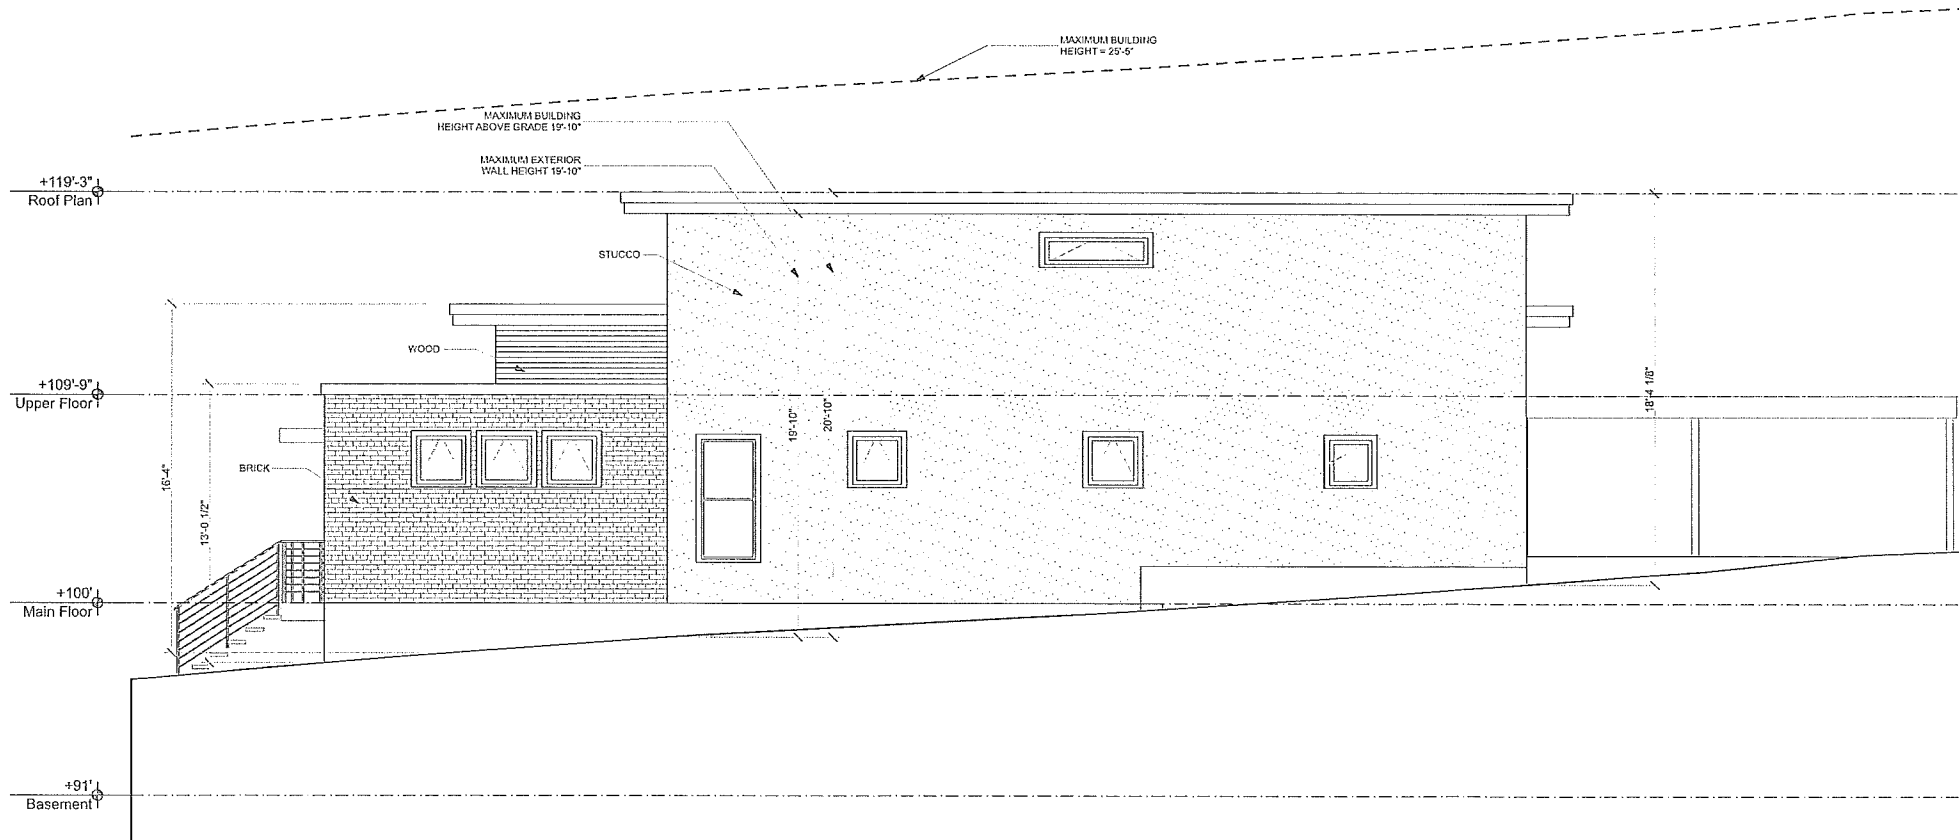 MAXIMUM BUILDING
HEIGHT = 25'-5"
MAXIMUM BUILDING
HEIGHT ABOVE GRADE 19'-10"
MAXIMUM EXTERIOR
WALL HEIGHT 19'-10"
+119'-3"
Roof Plan
STUCCO
WOOD
+109'-9"
Upper Floor
18'-4 1/8"
19'-10"
20'-10"
BRICK
16'-4"
13'-0 1/2"
+100'
Main Floor
+91'
Basement